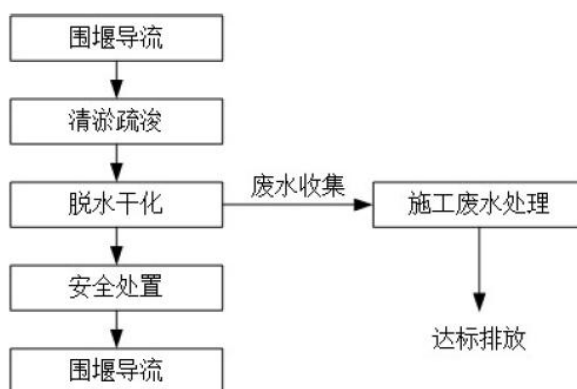 围堰导流
清淤疏浚
脱水干化
废水收集
施工废水处理
安全处置
达标排放
围堰导流